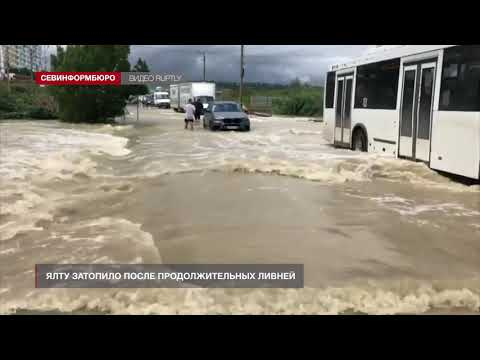 СЕВИНФОРМБЮРО
ВИДЕО RUPTLY
ЯЛТУ ЗАТОПИЛО ПОСЛЕ ПРОДОЛЖИТЕЛЬНЫХ ЛИВНЕЙ